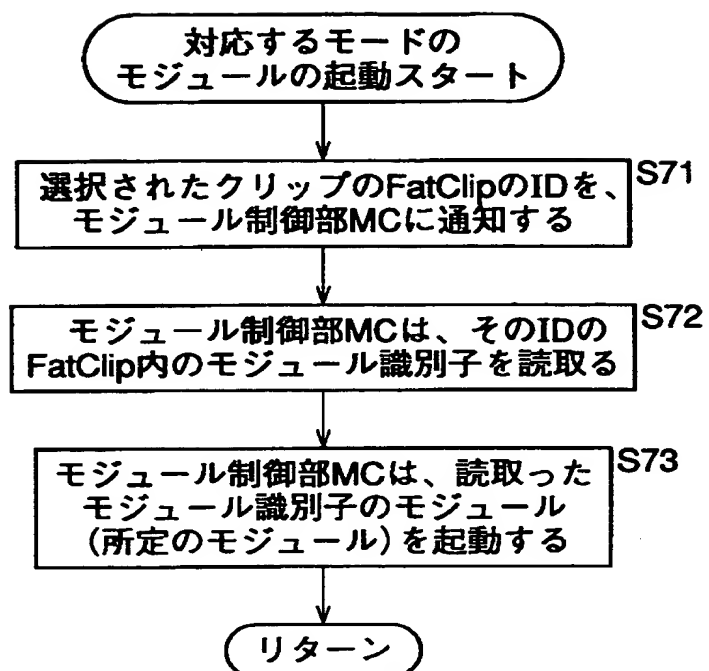 対応するモードの
モジュールの起動スタート
S71
選択されたクリップのFatClipのIDを、
モジュール制御部MCに通知する
S72
モジュール制御部MCは、そのIDの
FatClip内のモジュール識別子を読取る
S73
モジュール制御部MCは、読取った
モジュール識別子のモジュール
(所定のモジュール)を起動する
リターン